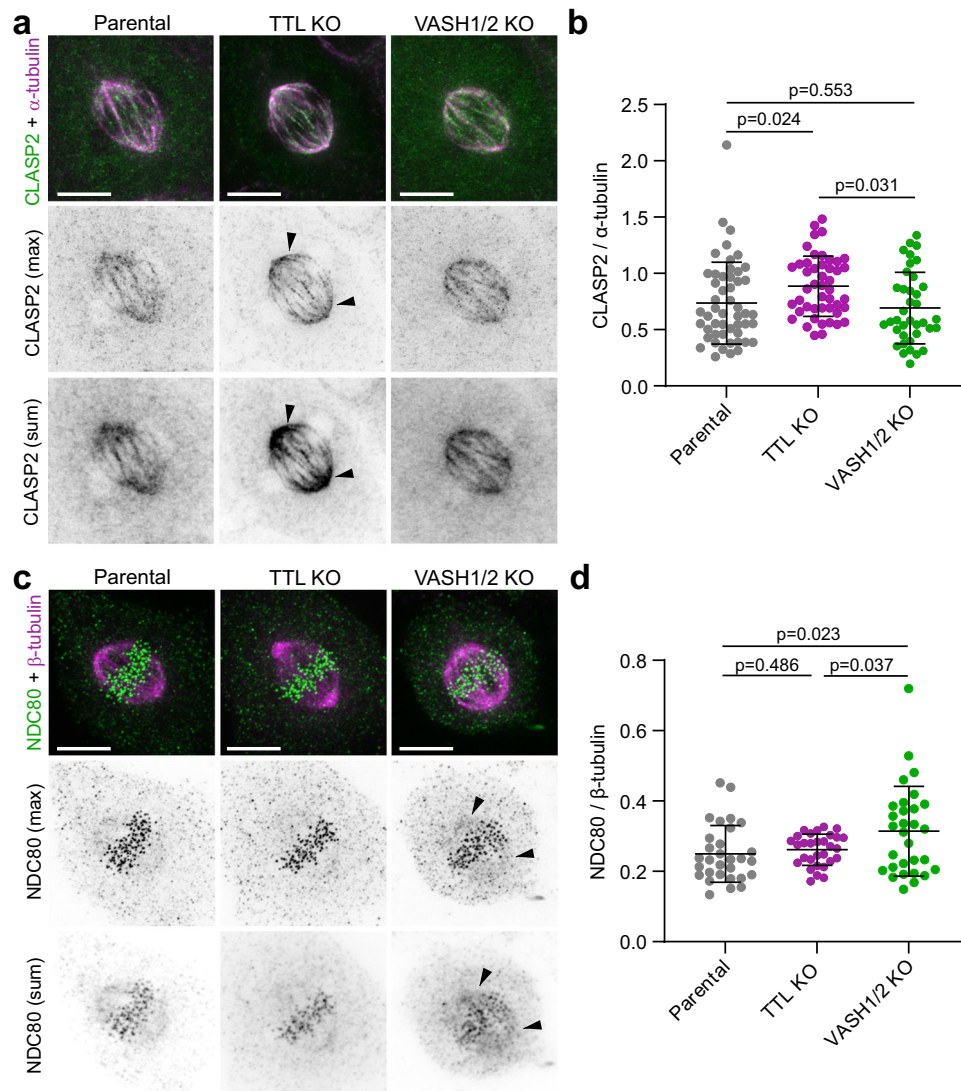 a
Parental
TTL KO
VASH1/2 KO
CLASP2 + α-tubulin
CLASP2 (max)
CLASP2 (sum)
b
p=0.553
p=0.024
p=0.031
CLASP2 / α-tubulin
2.5
2.0
1.5
1.0
0.5
0.0
Parental
TTL KO
VASH1/2 KO
c
Parental
TTL KO
VASH1/2 KO
NDC80 + β-tubulin
NDC80 (max)
NDC80 (sum)
d
p=0.023
p=0.486
p=0.037
NDC80 / β-tubulin
0.8
0.6
0.4
0.2
0.0
Parental
TTL KO
VASH1/2 KO